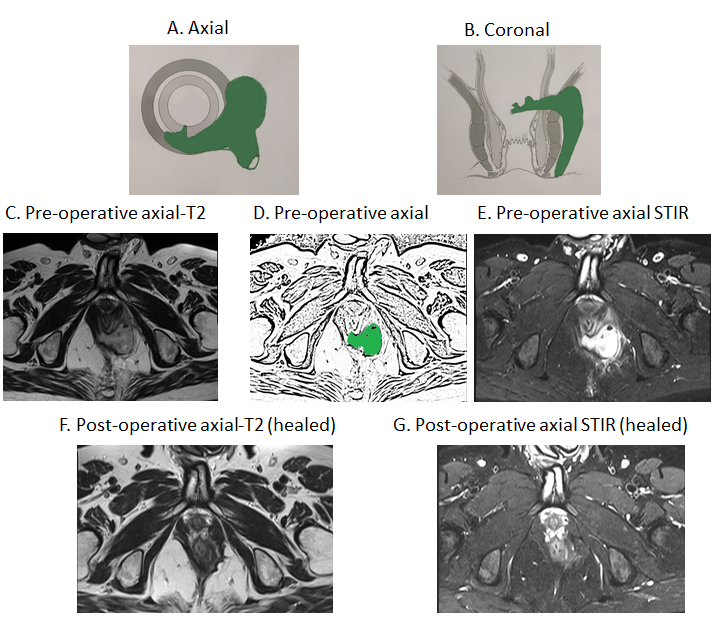 A. Axial
B. Coronal
C. Pre-operative axial-T2
D. Pre-operative axial
E. Pre-operative axial STIR
F. Post-operative axial-T2 (healed)
G. Post-operative axial STIR (healed)